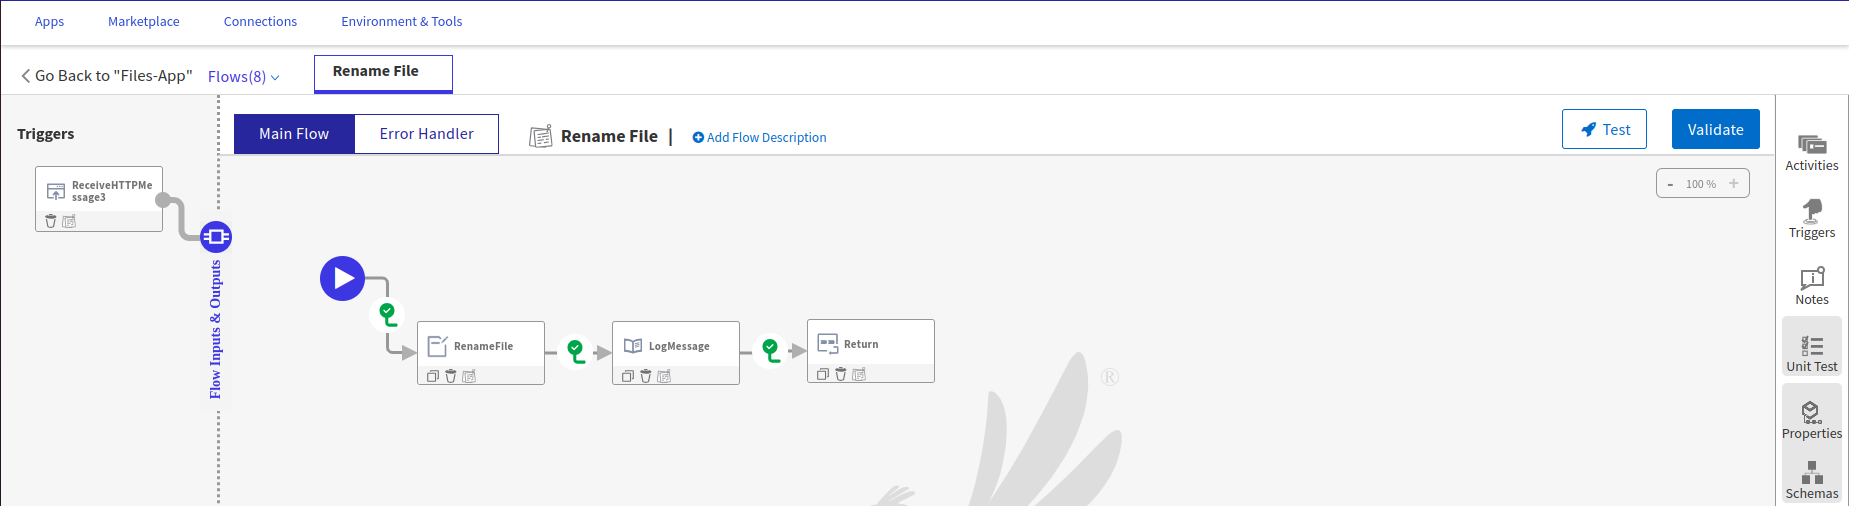 Apps Marketplace Connections Environment & Tools
Go Back to "Files-App" Flows(8) Rename File
Triggers
ReceiveHTTPMe
ssage3
Flow Inputs & Outputs
Main Flow Error Handler Rename File | Add Flow Description Test Validate
- 100 % +
RenameFile LogMessage Return
®
Activities
Triggers
Notes
Unit Test
Properties
Schemas